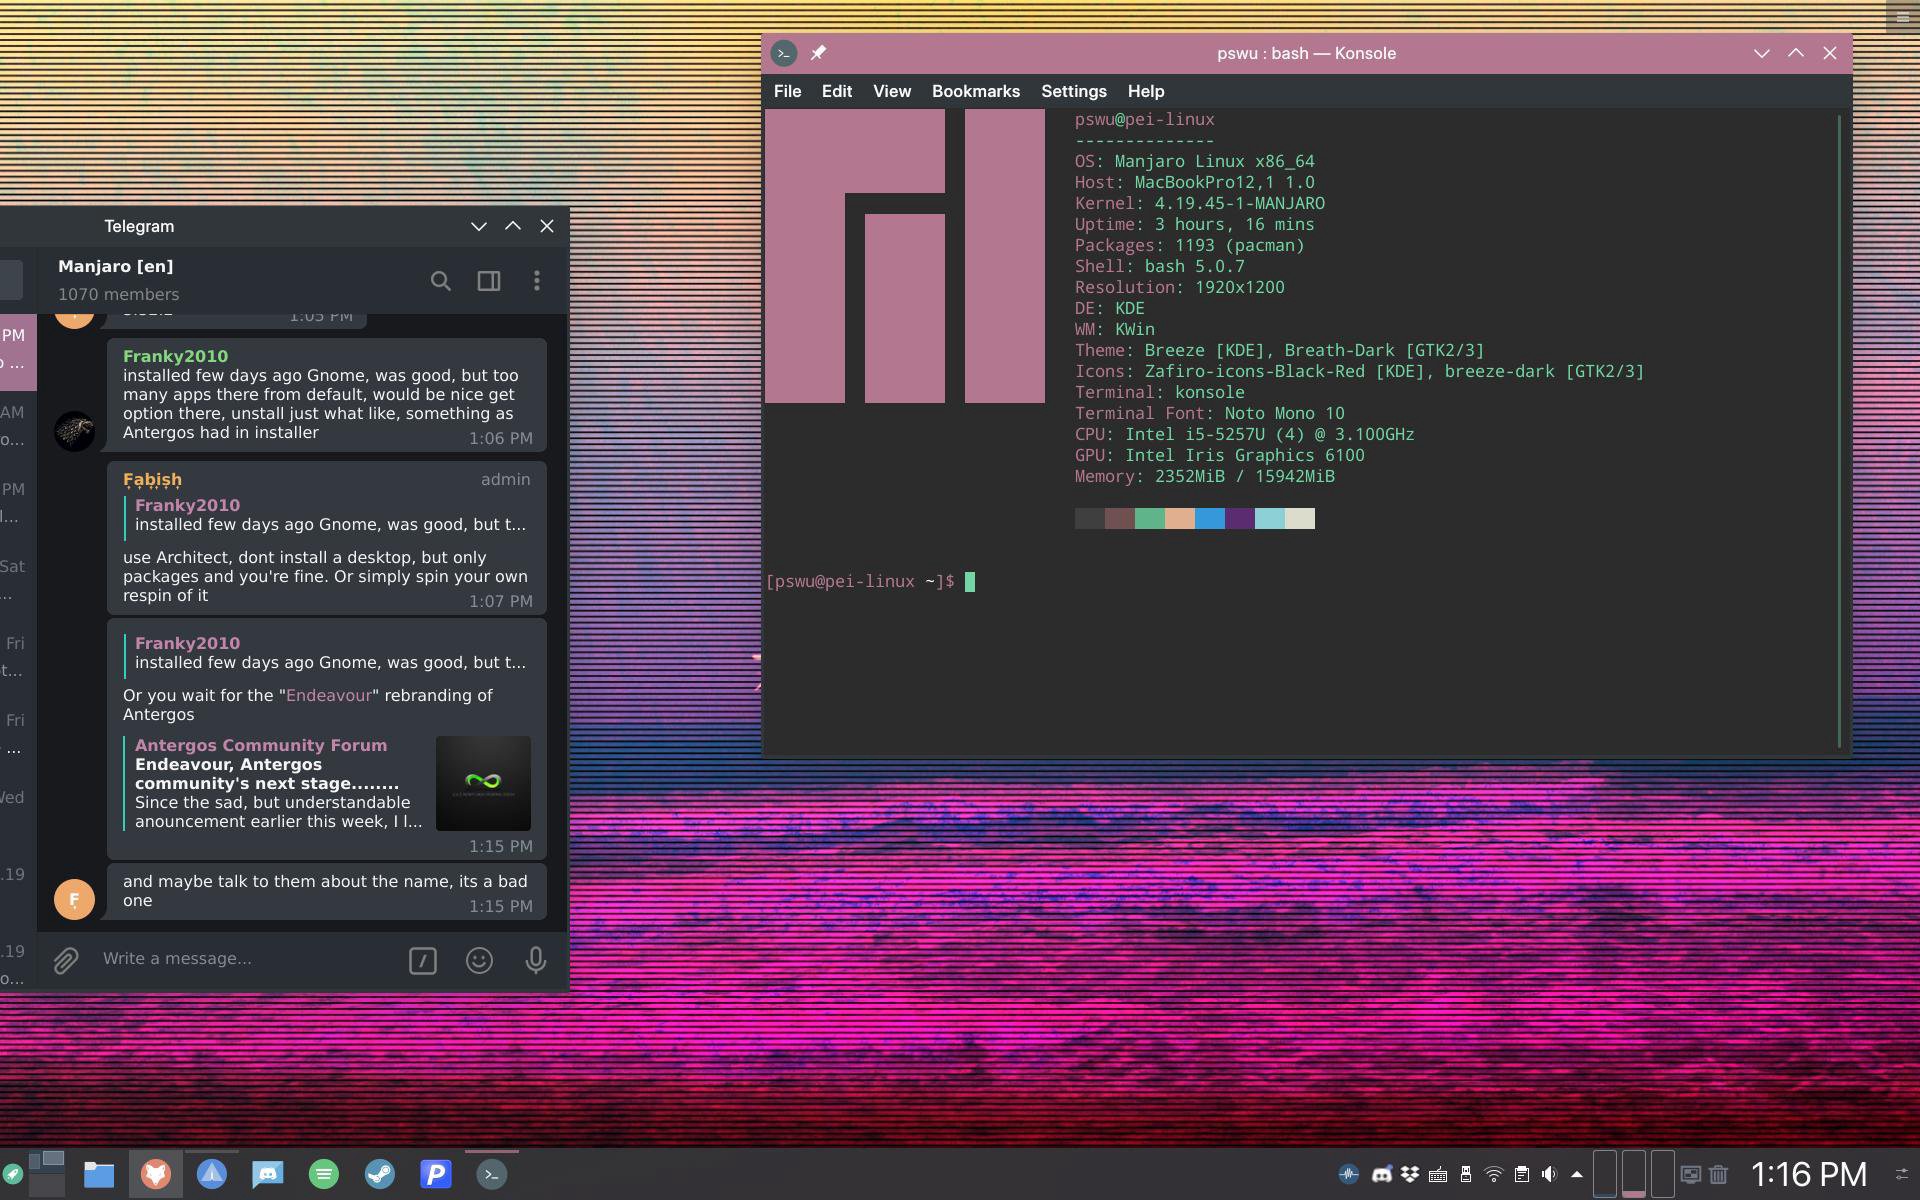 Telegram
Manjaro [en]
1070 members
PM
...
AM
o...
PM
l...
Sat
...
Fri
t...
Fri
...
Wed
.19
.19
o...
1:05 PM
Franky2010
installed few days ago Gnome, was good, but too
many apps there from default, would be nice get
option there, unstall just what like, something as
Antergos had in installer
1:06 PM
Fabish
admin
Franky2010
installed few days ago Gnome, was good, but t...
use Architect, dont install a desktop, but only
packages and you're fine. Or simply spin your own
respin of it
1:07 PM
Franky2010
installed few days ago Gnome, was good, but t...
Or you wait for the "Endeavour" rebranding of
Antergos
Antergos Community Forum
Endeavour, Antergos
community's next stage........
Since the sad, but understandable
anouncement earlier this week, I l...
1:15 PM
F
and maybe talk to them about the name, its a bad
one
1:15 PM
Write a message...
pswu : bash — Konsole
File Edit View Bookmarks Settings Help
pswu@pei-linux
--------------
OS: Manjaro Linux x86_64
Host: MacBookPro12,1 1.0
Kernel: 4.19.45-1-MANJARO
Uptime: 3 hours, 16 mins
Packages: 1193 (pacman)
Shell: bash 5.0.7
Resolution: 1920x1200
DE: KDE
WM: KWin
Theme: Breeze [KDE], Breath-Dark [GTK2/3]
Icons: Zafiro-icons-Black-Red [KDE], breeze-dark [GTK2/3]
Terminal: konsole
Terminal Font: Noto Mono 10
CPU: Intel i5-5257U (4) @ 3.100GHz
GPU: Intel Iris Graphics 6100
Memory: 2352MiB / 15942MiB
[pswu@pei-linux ~]$
1:16 PM